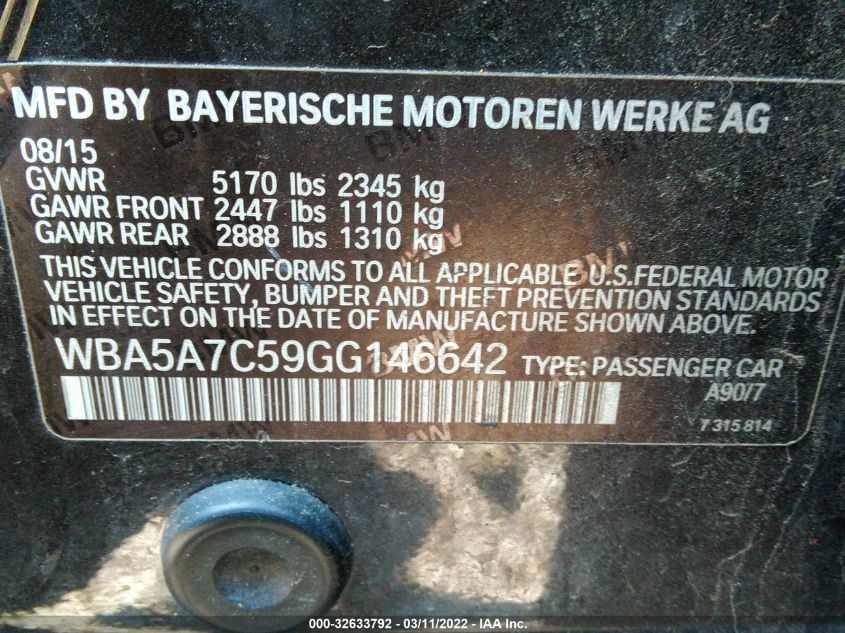 MFD BY BAYERISCHE MOTOREN WERKE AG
08/15
GVWR 5170 lbs 2345 kg
GAWR FRONT 2447 lbs 1110 kg
GAWR REAR 2888 lbs 1310 kg
THIS VEHICLE CONFORMS TO ALL APPLICABLE U.S.FEDERAL MOTOR
VEHICLE SAFETY, BUMPER AND THEFT PREVENTION STANDARDS
IN EFFECT ON THE DATE OF MANUFACTURE SHOWN ABOVE.
WBA5A7C59GG146642 TYPE: PASSENGER CAR
A90/7
7 315 814
000-32633792 - 03/11/2022 - IAA Inc.